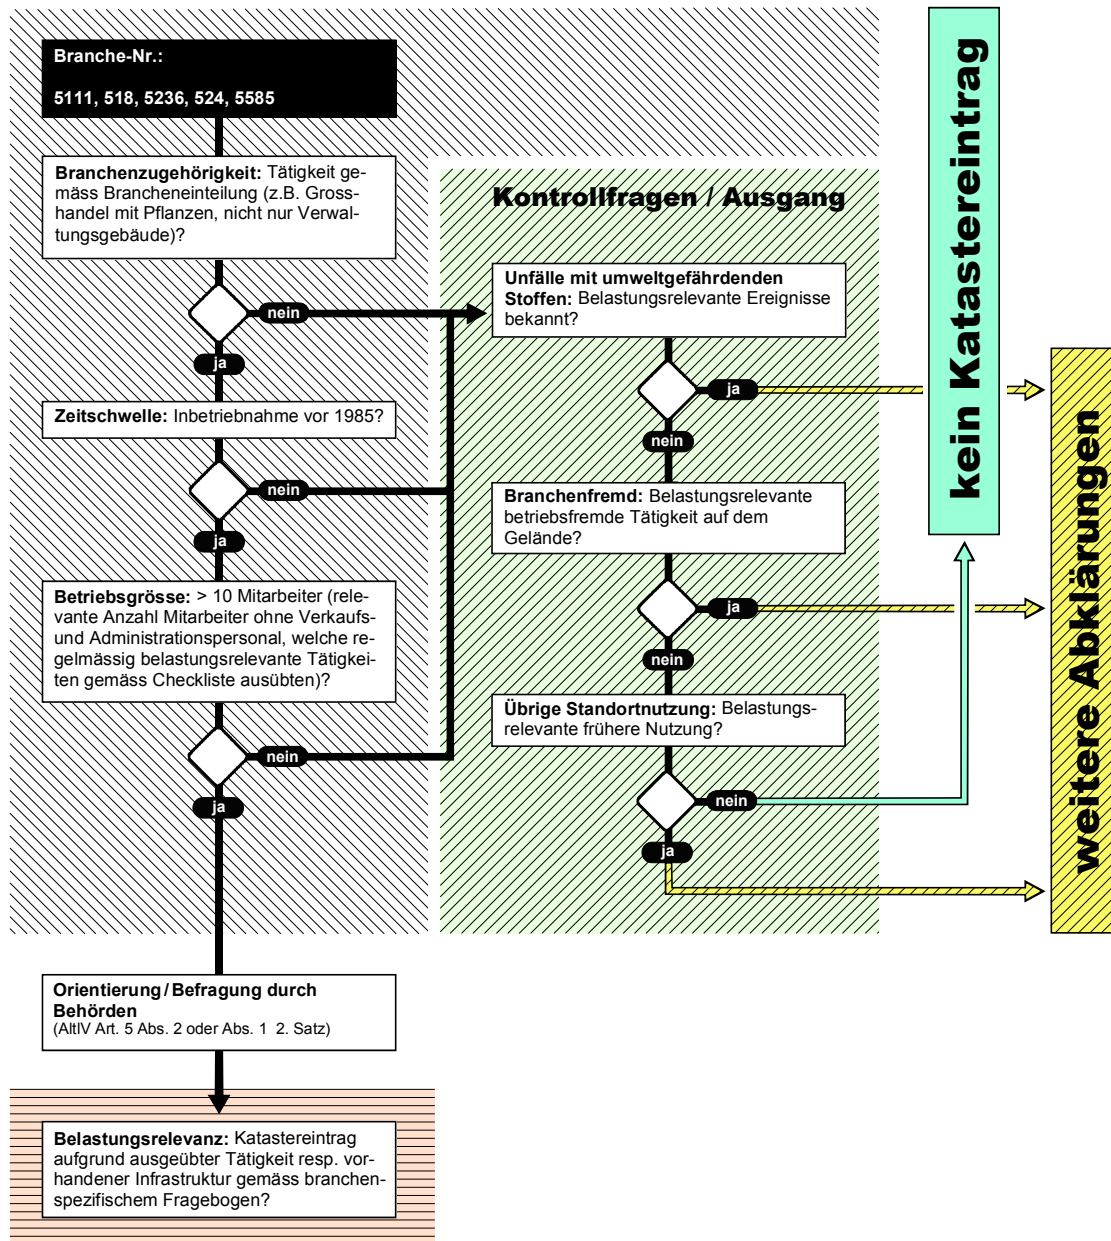 Branche-Nr.:
5111, 518, 5236, 524, 5585
Branchenzugehörigkeit: Tätigkeit ge-
mäss Brancheneinteilung (z.B. Gross-
handel mit Pflanzen, nicht nur Verwal-
tungsgebäude)?
nein
ja
Zeitschwelle: Inbetriebnahme vor 1985?
nein
ja
Betriebsgrösse: > 10 Mitarbeiter (rele-
vante Anzahl Mitarbeiter ohne Verkaufs-
und Administrationspersonal, welche re-
gelmässig belastungsrelevante Tätigkei-
ten gemäss Checkliste ausübten)?
nein
ja
Orientierung / Befragung durch
Behörden
(AltlV Art. 5 Abs. 2 oder Abs. 1 2. Satz)
Belastungsrelevanz: Katastereintrag
aufgrund ausgeübter Tätigkeit resp. vor-
handener Infrastruktur gemäss branchen-
spezifischem Fragebogen?
Kontrollfragen / Ausgang
Unfälle mit umweltgefährdenden
Stoffen: Belastungsrelevante Ereignisse
bekannt?
ja
nein
Branchenfremd: Belastungsrelevante
betriebsfremde Tätigkeit auf dem
Gelände?
ja
nein
Übrige Standortnutzung: Belastungs-
relevante frühere Nutzung?
nein
ja
kein Katastereintrag
weitere Abklärungen